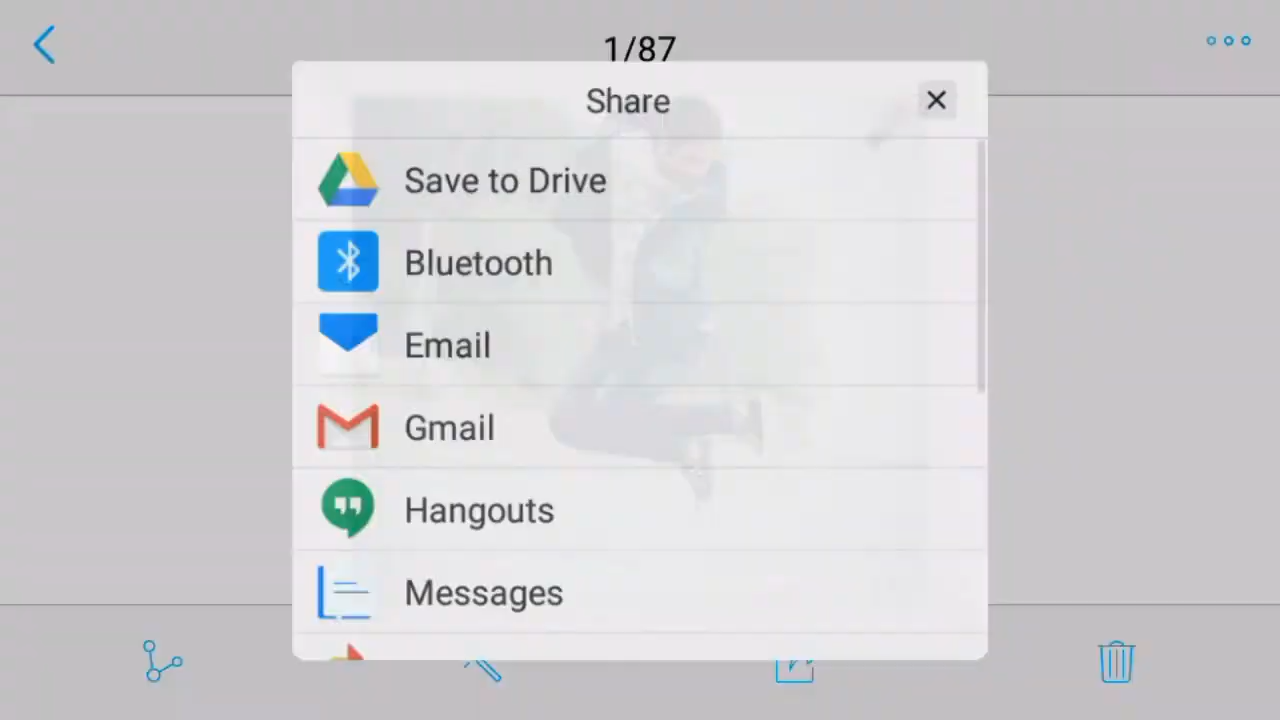 1/87
Share
Save to Drive
Bluetooth
Email
Gmail
Hangouts
Messages